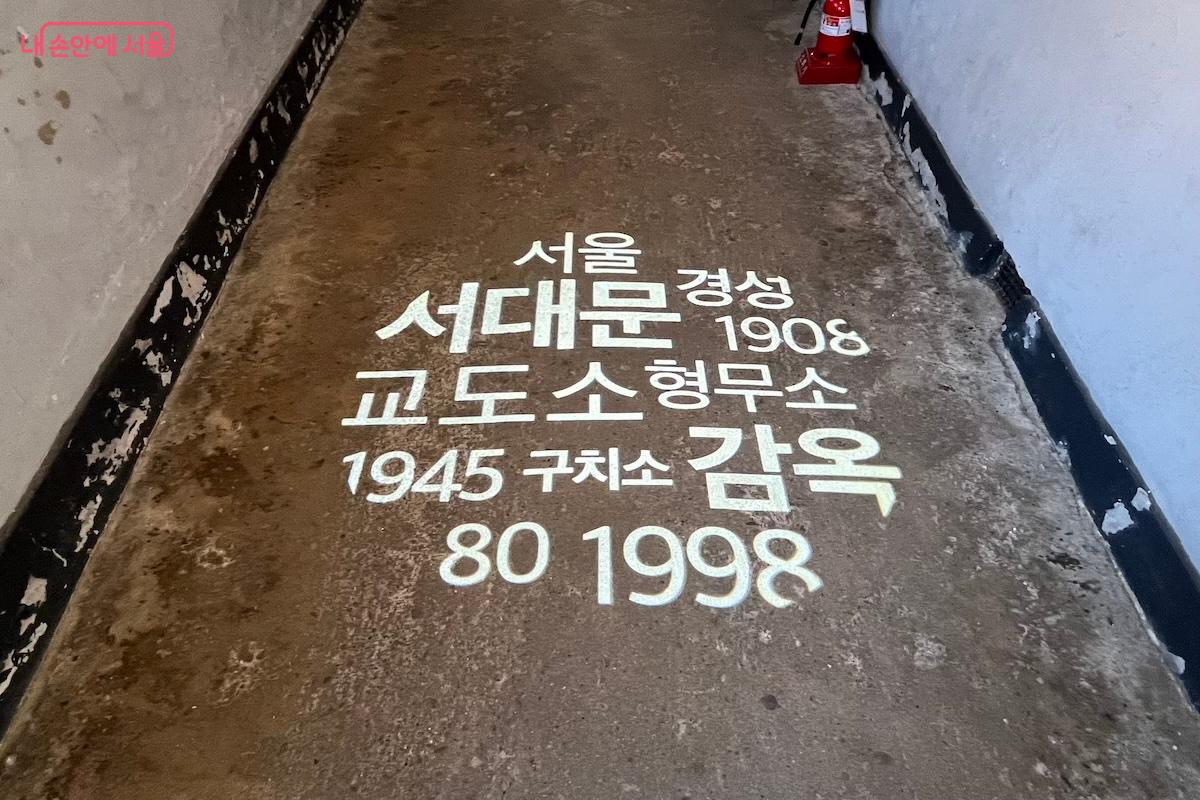 내 손안에 서울
서울
서대문 경성
1908
교도소 형무소
1945 구치소 감옥
80 1998